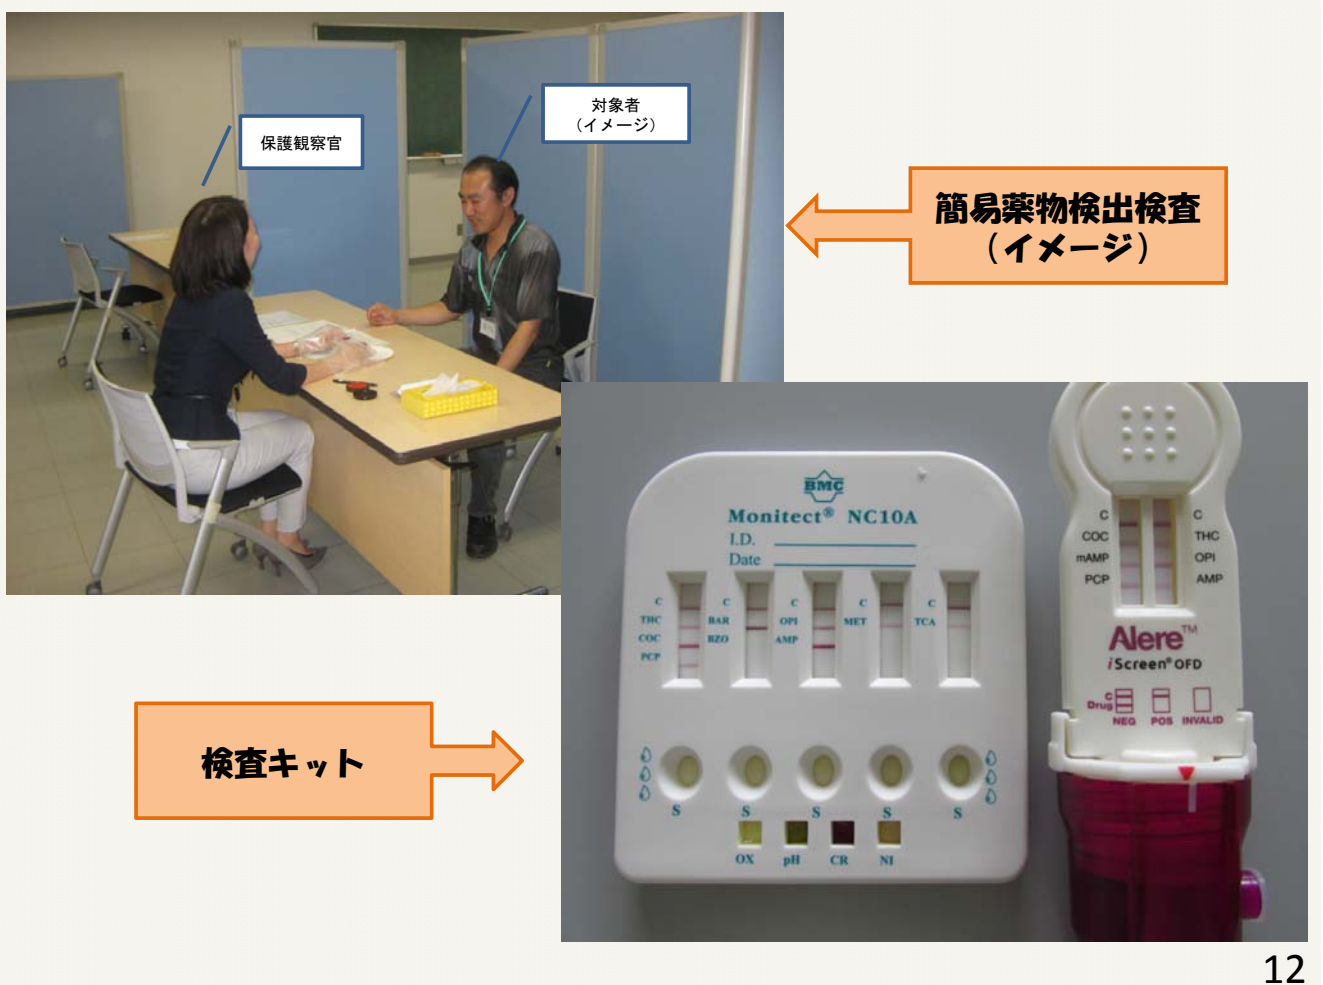 保護観察官
対象者
（イメージ）
簡易薬物検出検査
（イメージ）
検査キット
BMC
Monitect® NC10A
I.D.
Date
C
THC
COC
PCP
C
BAR
BZO
C
OPI
AMP
C
MET
C
TCA
S
S
S
S
S
OX
pH
CR
NI
C
COC
mAMP
PCP
C
THC
OPI
AMP
Alere™
iScreen® OFD
C
Drug
NEG
POS
INVALID
12